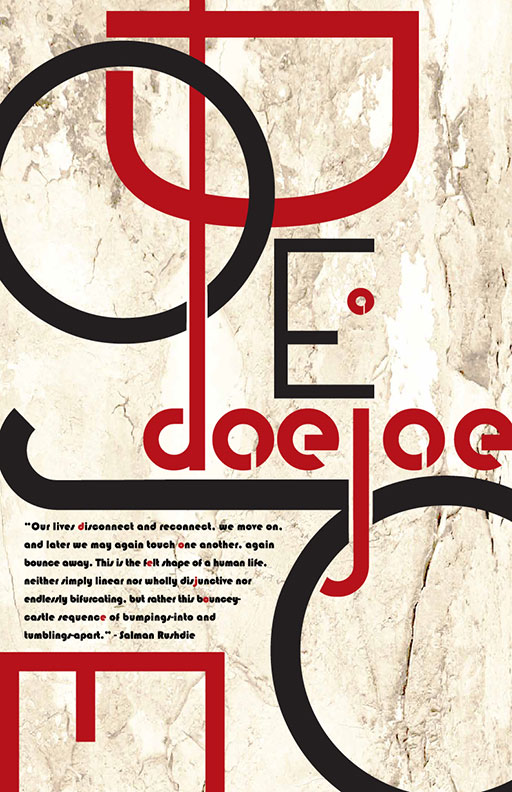 D
O
E
doejoe
J
O
"Our lives disconnect and reconnect, we move on,
and later we may again touch one another, again
bounce away. This is the felt shape of a human life,
neither simply linear nor wholly disjunctive nor
endlessly bifurcating, but rather this bouncey-
castle sequence of bumpings-into and
tumblings-apart." - Salman Rushdie
E